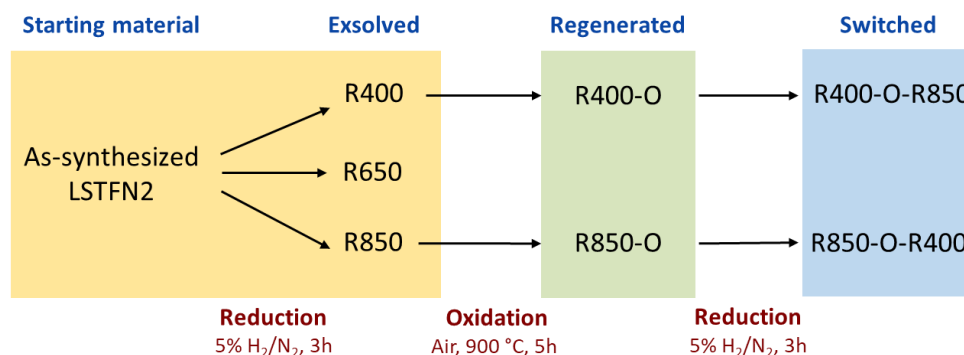 Starting material
Exsolved
Regenerated
Switched
As-synthesized
LSTFN2
R400
R400-O
R400-O-R850
R650
R850
R850-O
R850-O-R400
Reduction
5% H₂/N₂, 3h
Oxidation
Air, 900 °C, 5h
Reduction
5% H₂/N₂, 3h